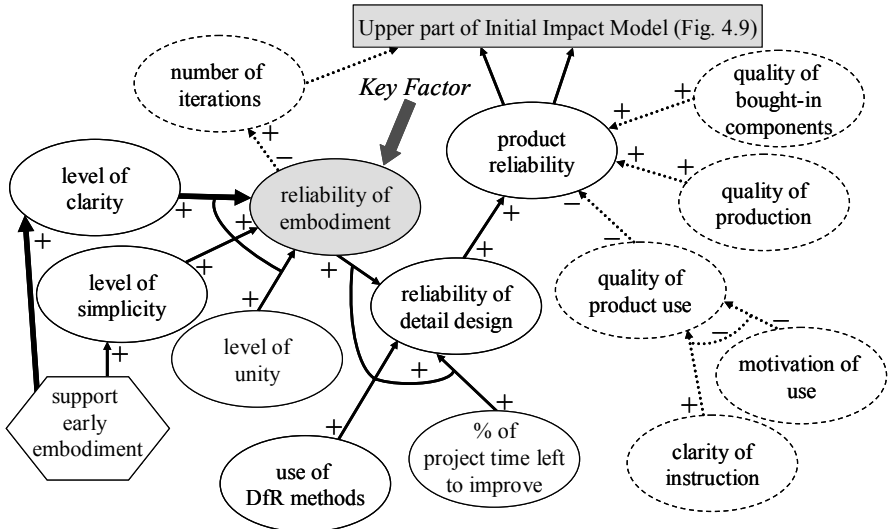 Upper part of Initial Impact Model (Fig. 4.9)
number of
iterations
+
−
Key Factor
product
reliability
+
+
quality of
bought-in
components
+
+
quality of
production
level of
clarity
+
+
reliability of
embodiment
+
−
+
−
quality of
product use
level of
simplicity
+
+
+
+
reliability of
detail design
level of
unity
+
−
−
motivation of
use
support
early
embodiment
+
+
+
+
+
+
+
use of
DfR methods
% of
project time left
to improve
clarity of
instruction